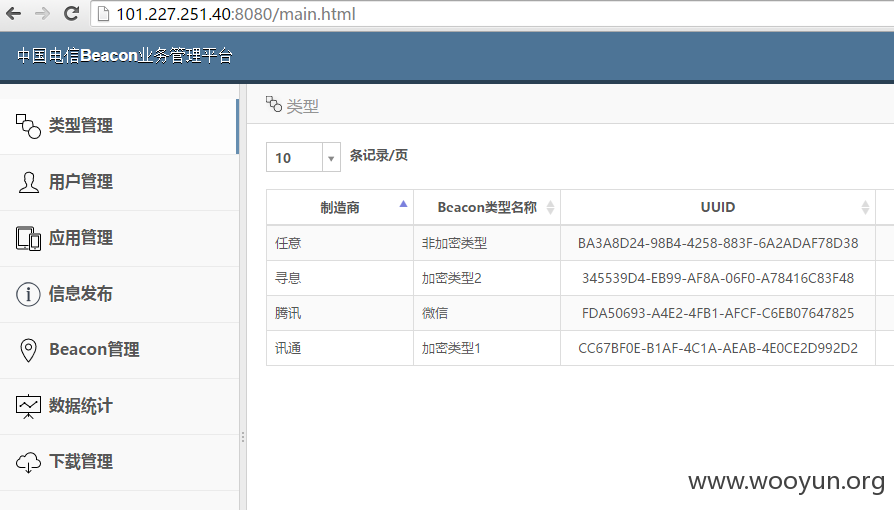 101.227.251.40:8080/main.html
中国电信Beacon业务管理平台
类型管理
用户管理
应用管理
信息发布
Beacon管理
数据统计
下载管理
类型
10 条记录/页
制造商 Beacon类型名称 UUID
任意 非加密类型 BA3A8D24-98B4-4258-883F-6A2ADAF78D38
寻息 加密类型2 345539D4-EB99-AF8A-06F0-A78416C83F48
腾讯 微信 FDA50693-A4E2-4FB1-AFCF-C6EB07647825
讯通 加密类型1 CC67BF0E-B1AF-4C1A-AEAB-4E0CE2D992D2
www.wooyun.org